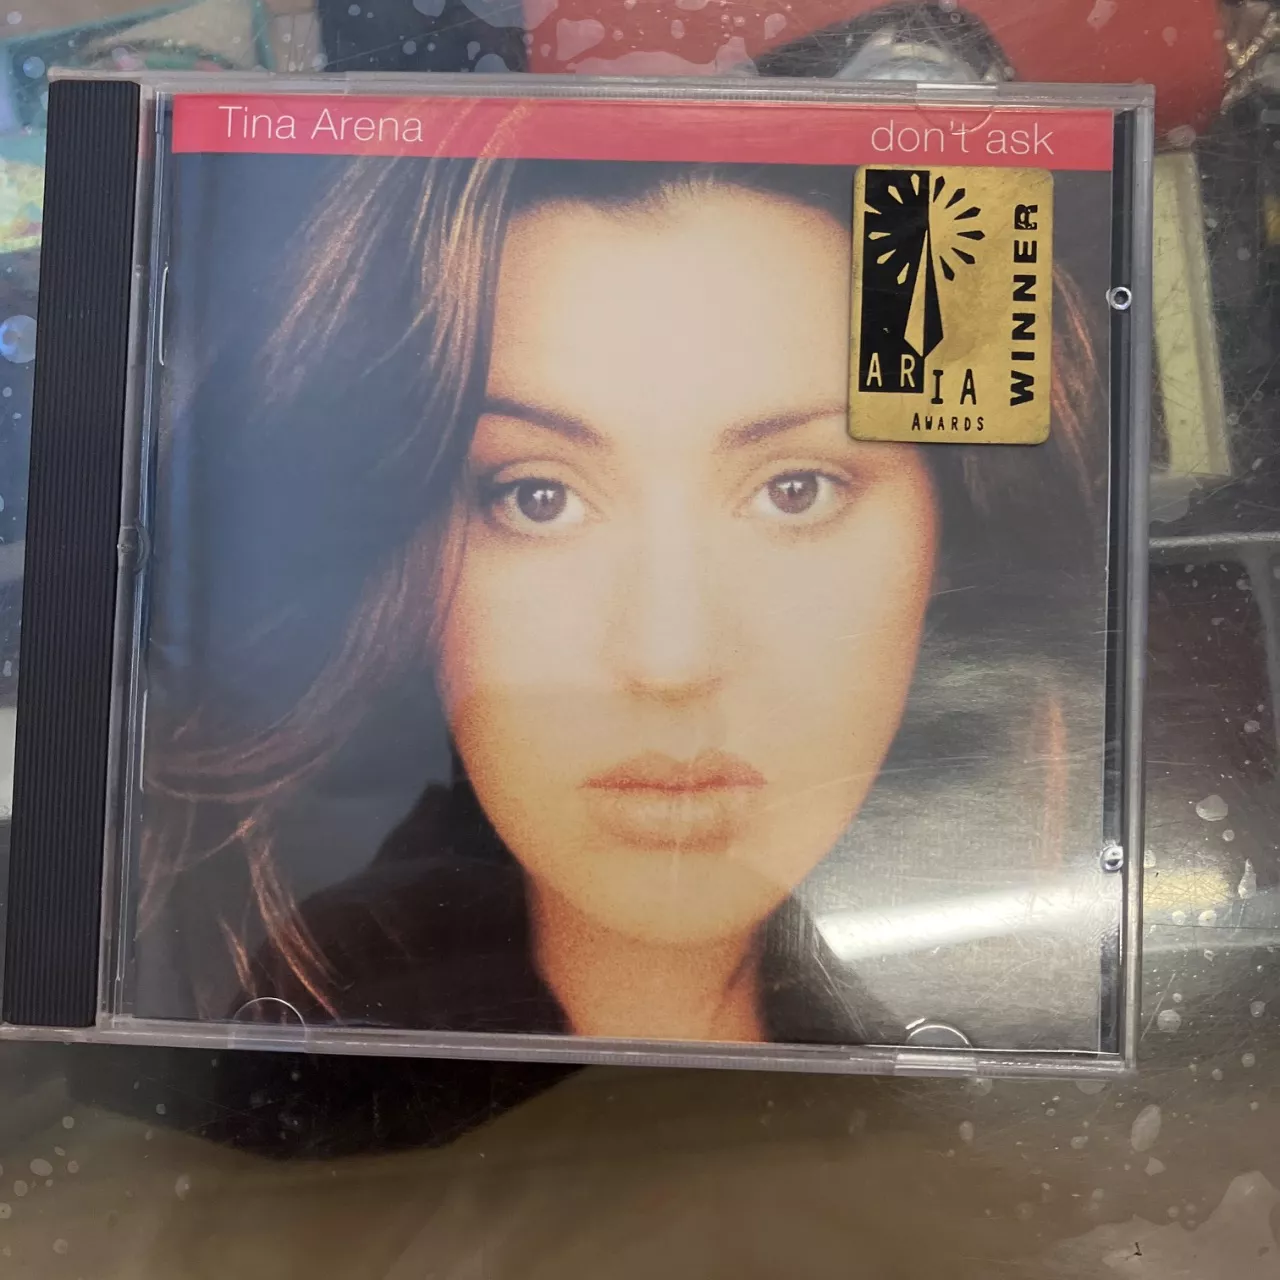 Tina Arena
don't ask
ARIA
AWARDS
WINNER